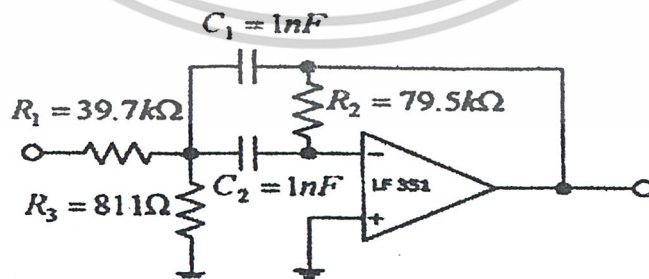 C₁ = 1nF
R₁ = 39.7kΩ
R₂ = 79.5kΩ
C₂ = 1nF
R₃ = 811Ω
−
LF 351
+